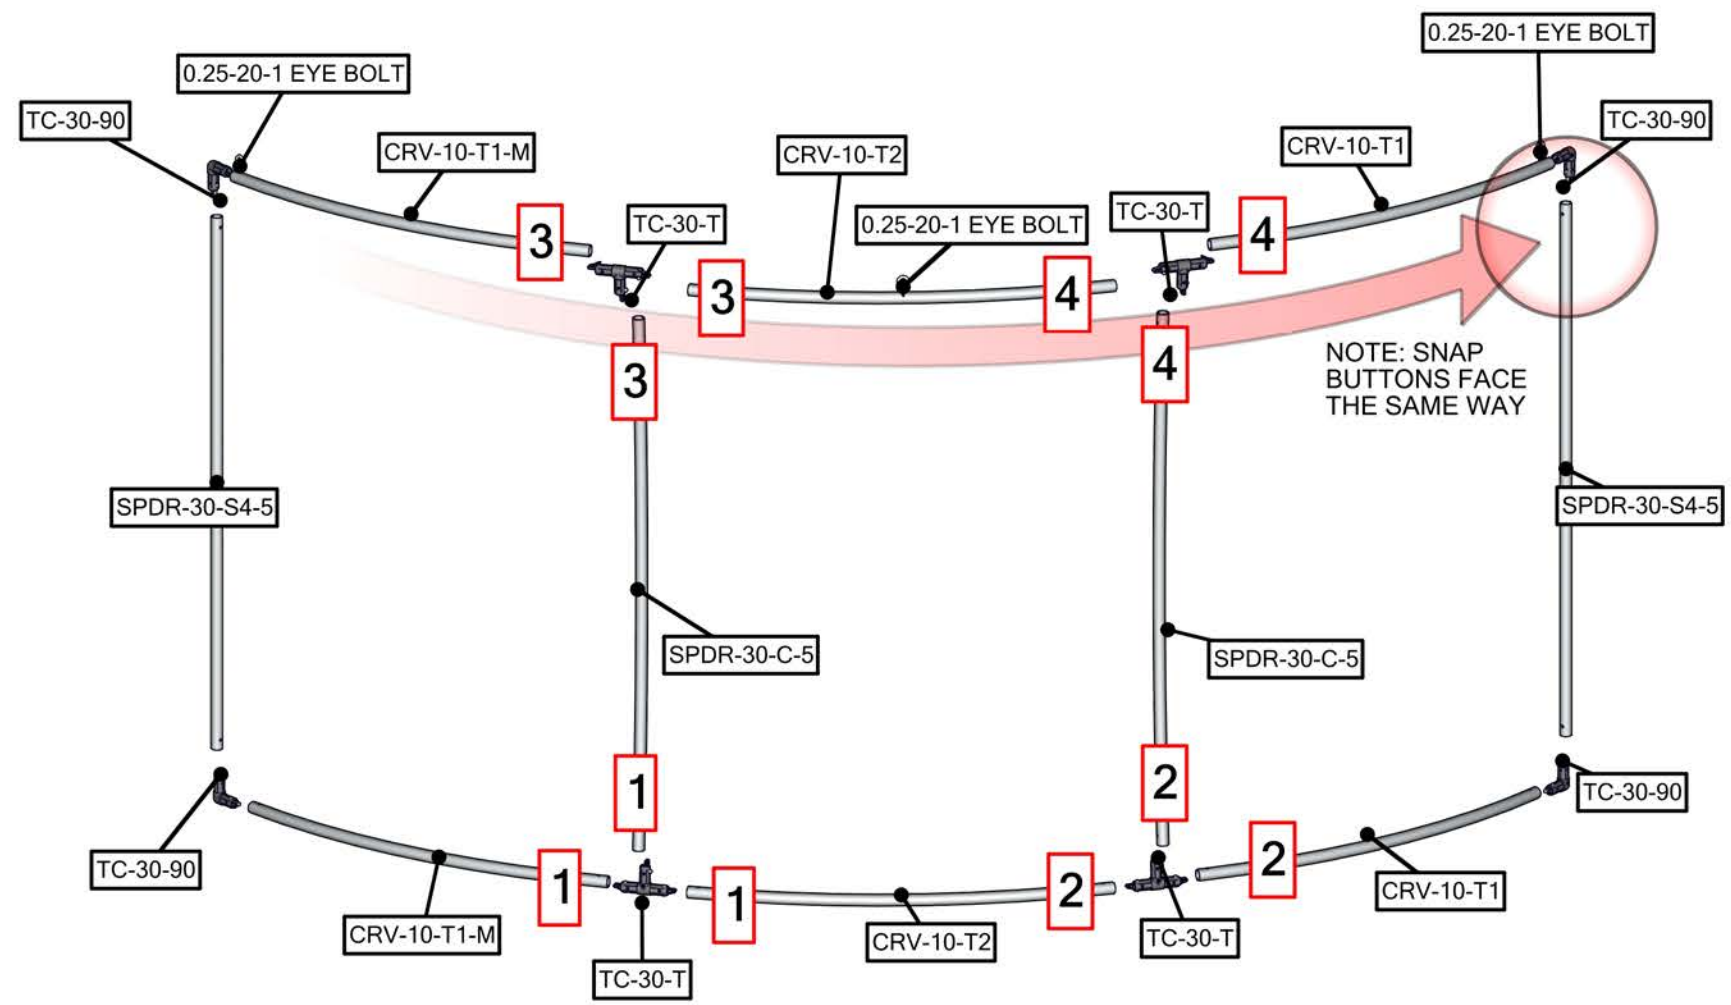 0.25-20-1 EYE BOLT
0.25-20-1 EYE BOLT
TC-30-90
CRV-10-T1-M
CRV-10-T2
CRV-10-T1
TC-30-90
TC-30-T
0.25-20-1 EYE BOLT
TC-30-T
3
4
3
4
3
4
NOTE: SNAP
BUTTONS FACE
THE SAME WAY
SPDR-30-S4-5
SPDR-30-S4-5
SPDR-30-C-5
SPDR-30-C-5
1
2
TC-30-90
TC-30-90
1
1
2
2
CRV-10-T1-M
CRV-10-T2
TC-30-T
CRV-10-T1
TC-30-T